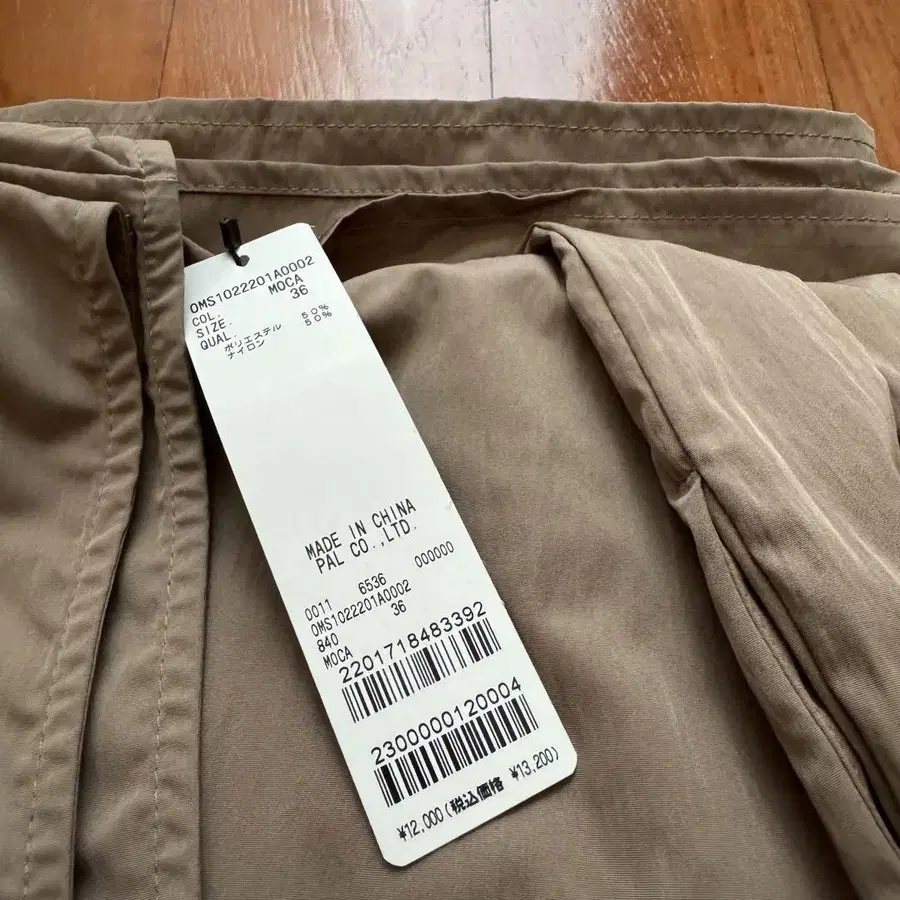 OMS1022201A0002
COL. MOCA
SIZE. 36
QUAL. ポリエステル 50%
ナイロン 50%
MADE IN CHINA
PAL CO.,LTD.
0011 6536 000000
OMS1022201A0002
840 36
MOCA
2201718483392
2300000120004
¥12,000(税込価格 ¥13,200)